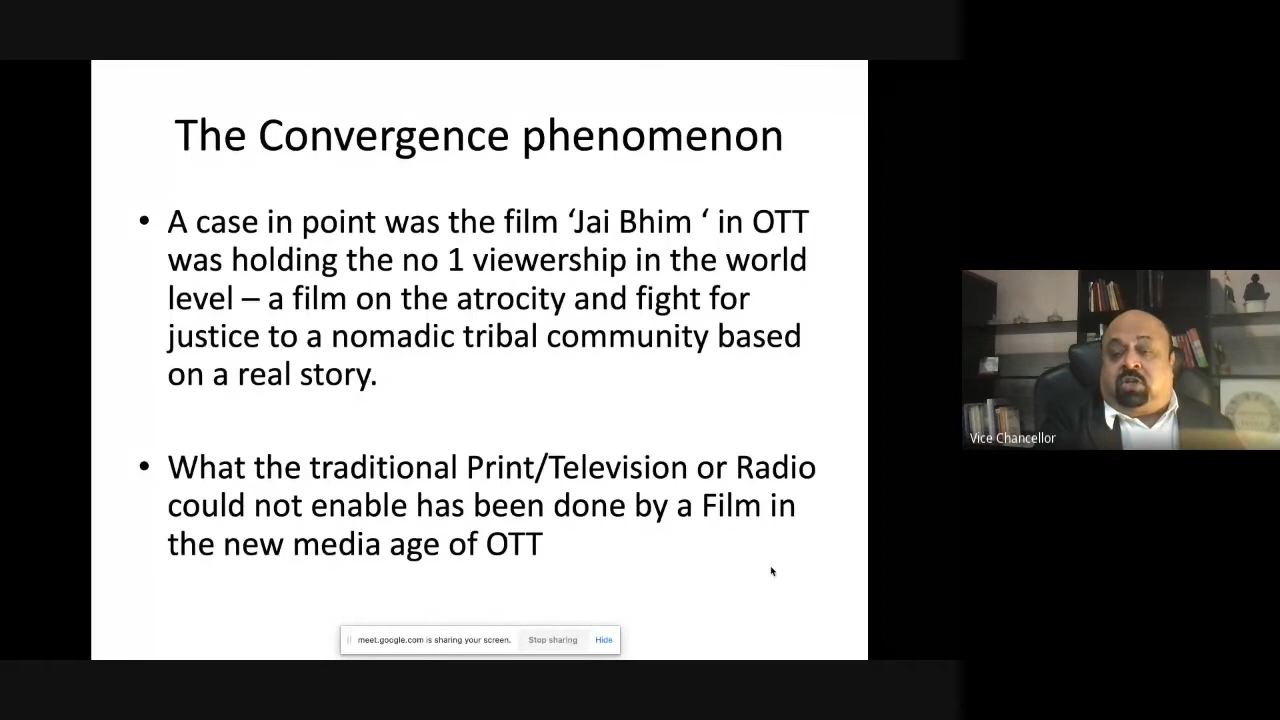 The Convergence phenomenon
• A case in point was the film ‘Jai Bhim ‘ in OTT
was holding the no 1 viewership in the world
level – a film on the atrocity and fight for
justice to a nomadic tribal community based
on a real story.
• What the traditional Print/Television or Radio
could not enable has been done by a Film in
the new media age of OTT
meet.google.com is sharing your screen. Stop sharing Hide
Vice Chancellor